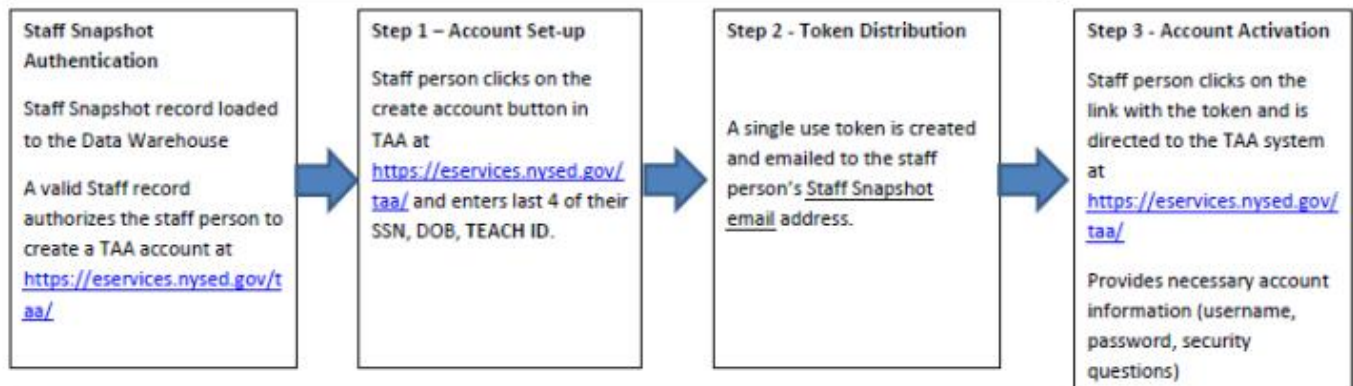 Staff Snapshot
Authentication
Staff Snapshot record loaded
to the Data Warehouse
A valid Staff record
authorizes the staff person to
create a TAA account at
https://eservices.nysed.gov/t
aa/
Step 1 – Account Set-up
Staff person clicks on the
create account button in
TAA at
https://eservices.nysed.gov/
taa/ and enters last 4 of their
SSN, DOB, TEACH ID.
Step 2 - Token Distribution
A single use token is created
and emailed to the staff
person's Staff Snapshot
email address.
Step 3 - Account Activation
Staff person clicks on the
link with the token and is
directed to the TAA system
at
https://eservices.nysed.gov/
taa/
Provides necessary account
information (username,
password, security
questions)